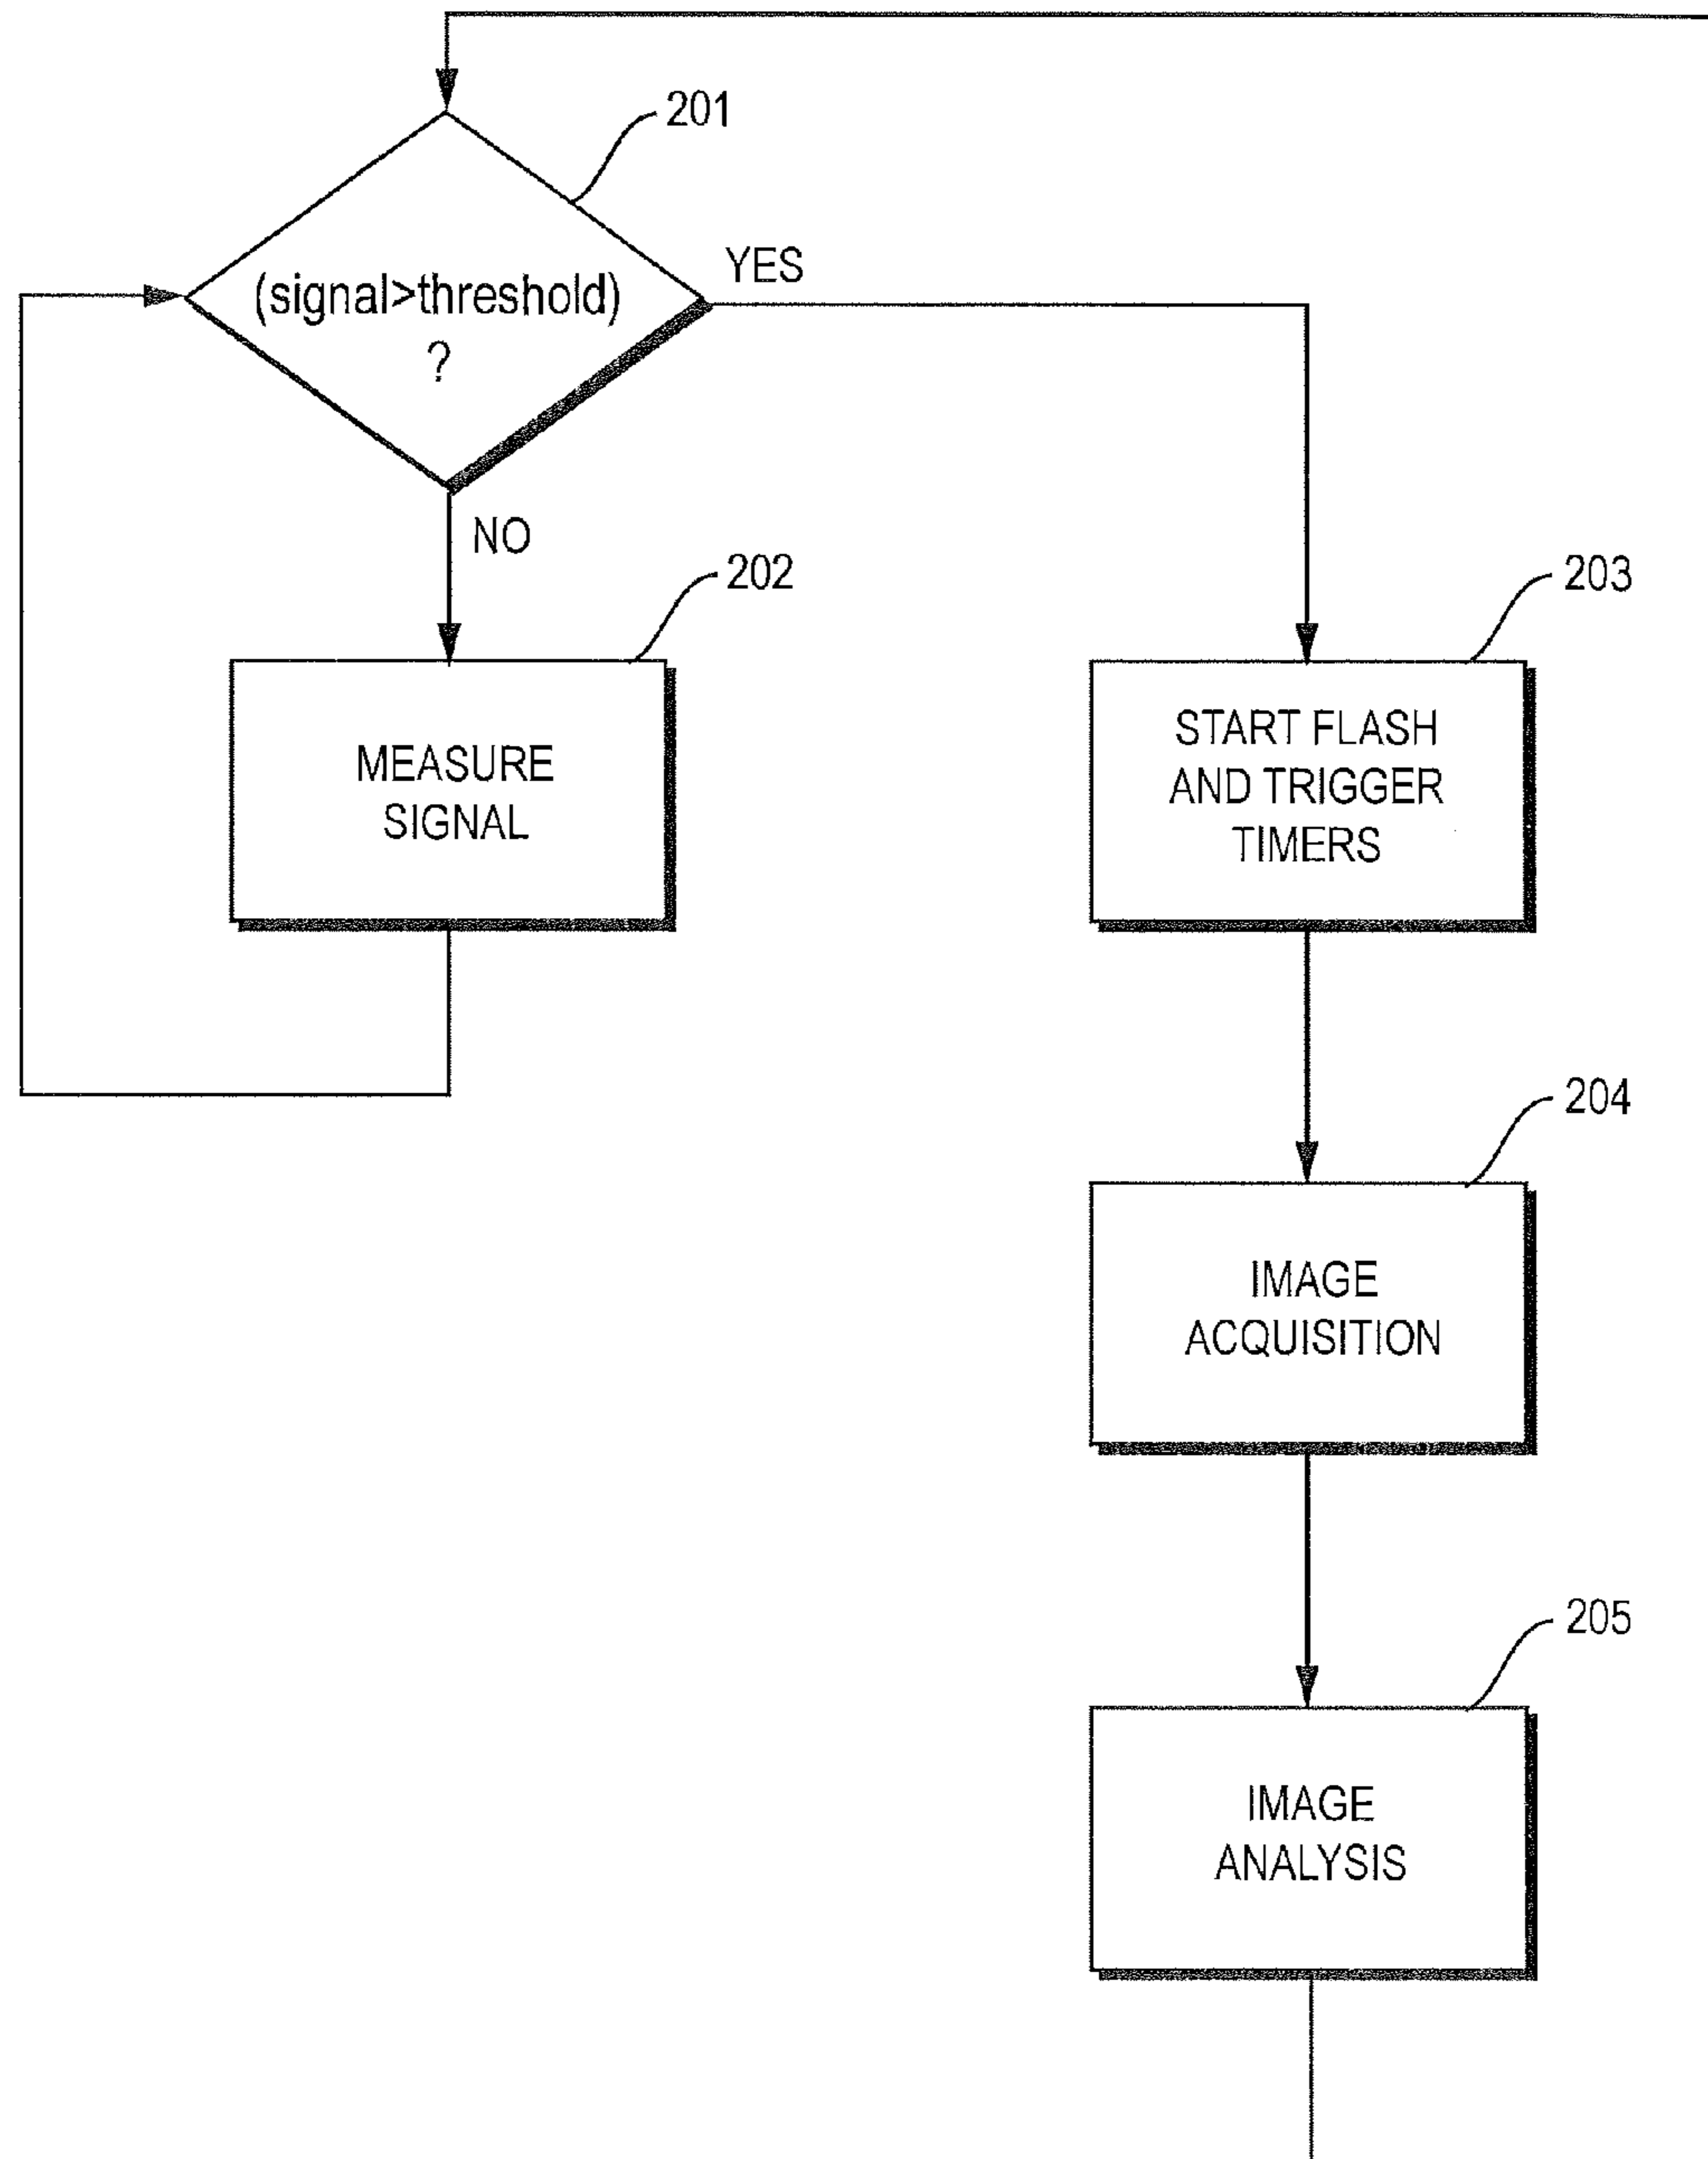 201
(signal>threshold)
?
YES
NO
202
MEASURE
SIGNAL
203
START FLASH
AND TRIGGER
TIMERS
204
IMAGE
ACQUISITION
205
IMAGE
ANALYSIS